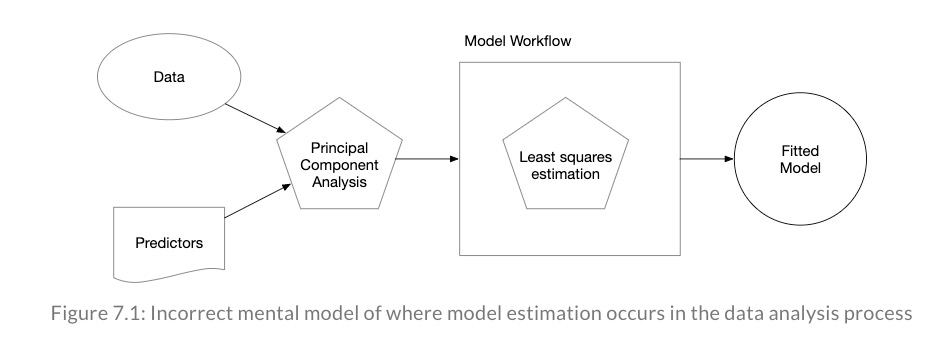 Model Workflow
Data
Principal
Component
Analysis
Least squares
estimation
Fitted
Model
Predictors
Figure 7.1: Incorrect mental model of where model estimation occurs in the data analysis process